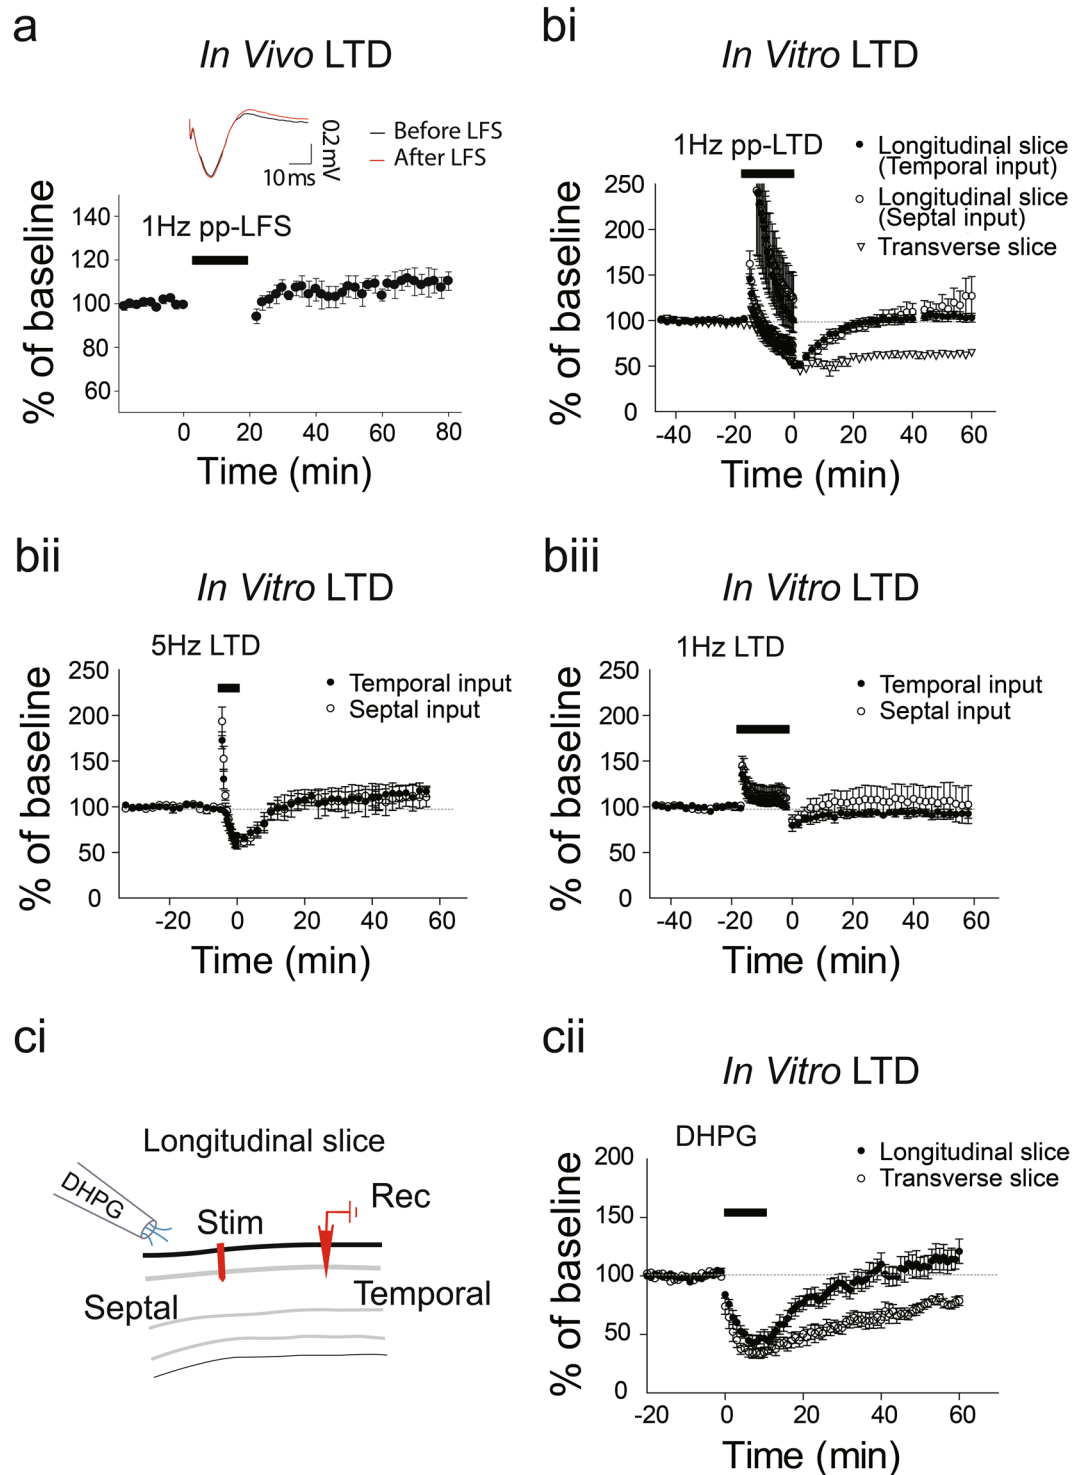 a
In Vivo LTD
Before LFS
After LFS
0.2 mV
10 ms
1Hz pp-LFS
% of baseline
140
120
100
80
60
0
20
40
60
80
Time (min)
bi
In Vitro LTD
1Hz pp-LTD
Longitudinal slice
(Temporal input)
Longitudinal slice
(Septal input)
Transverse slice
% of baseline
250
200
150
100
50
0
-40
-20
0
20
40
60
Time (min)
bii
In Vitro LTD
5Hz LTD
Temporal input
Septal input
% of baseline
250
200
150
100
50
0
-20
0
20
40
60
Time (min)
biii
In Vitro LTD
1Hz LTD
Temporal input
Septal input
% of baseline
250
200
150
100
50
0
-40
-20
0
20
40
60
Time (min)
ci
Longitudinal slice
DHPG
Stim
Rec
Septal
Temporal
cii
In Vitro LTD
DHPG
Longitudinal slice
Transverse slice
% of baseline
200
150
100
50
0
-20
0
20
40
60
Time (min)